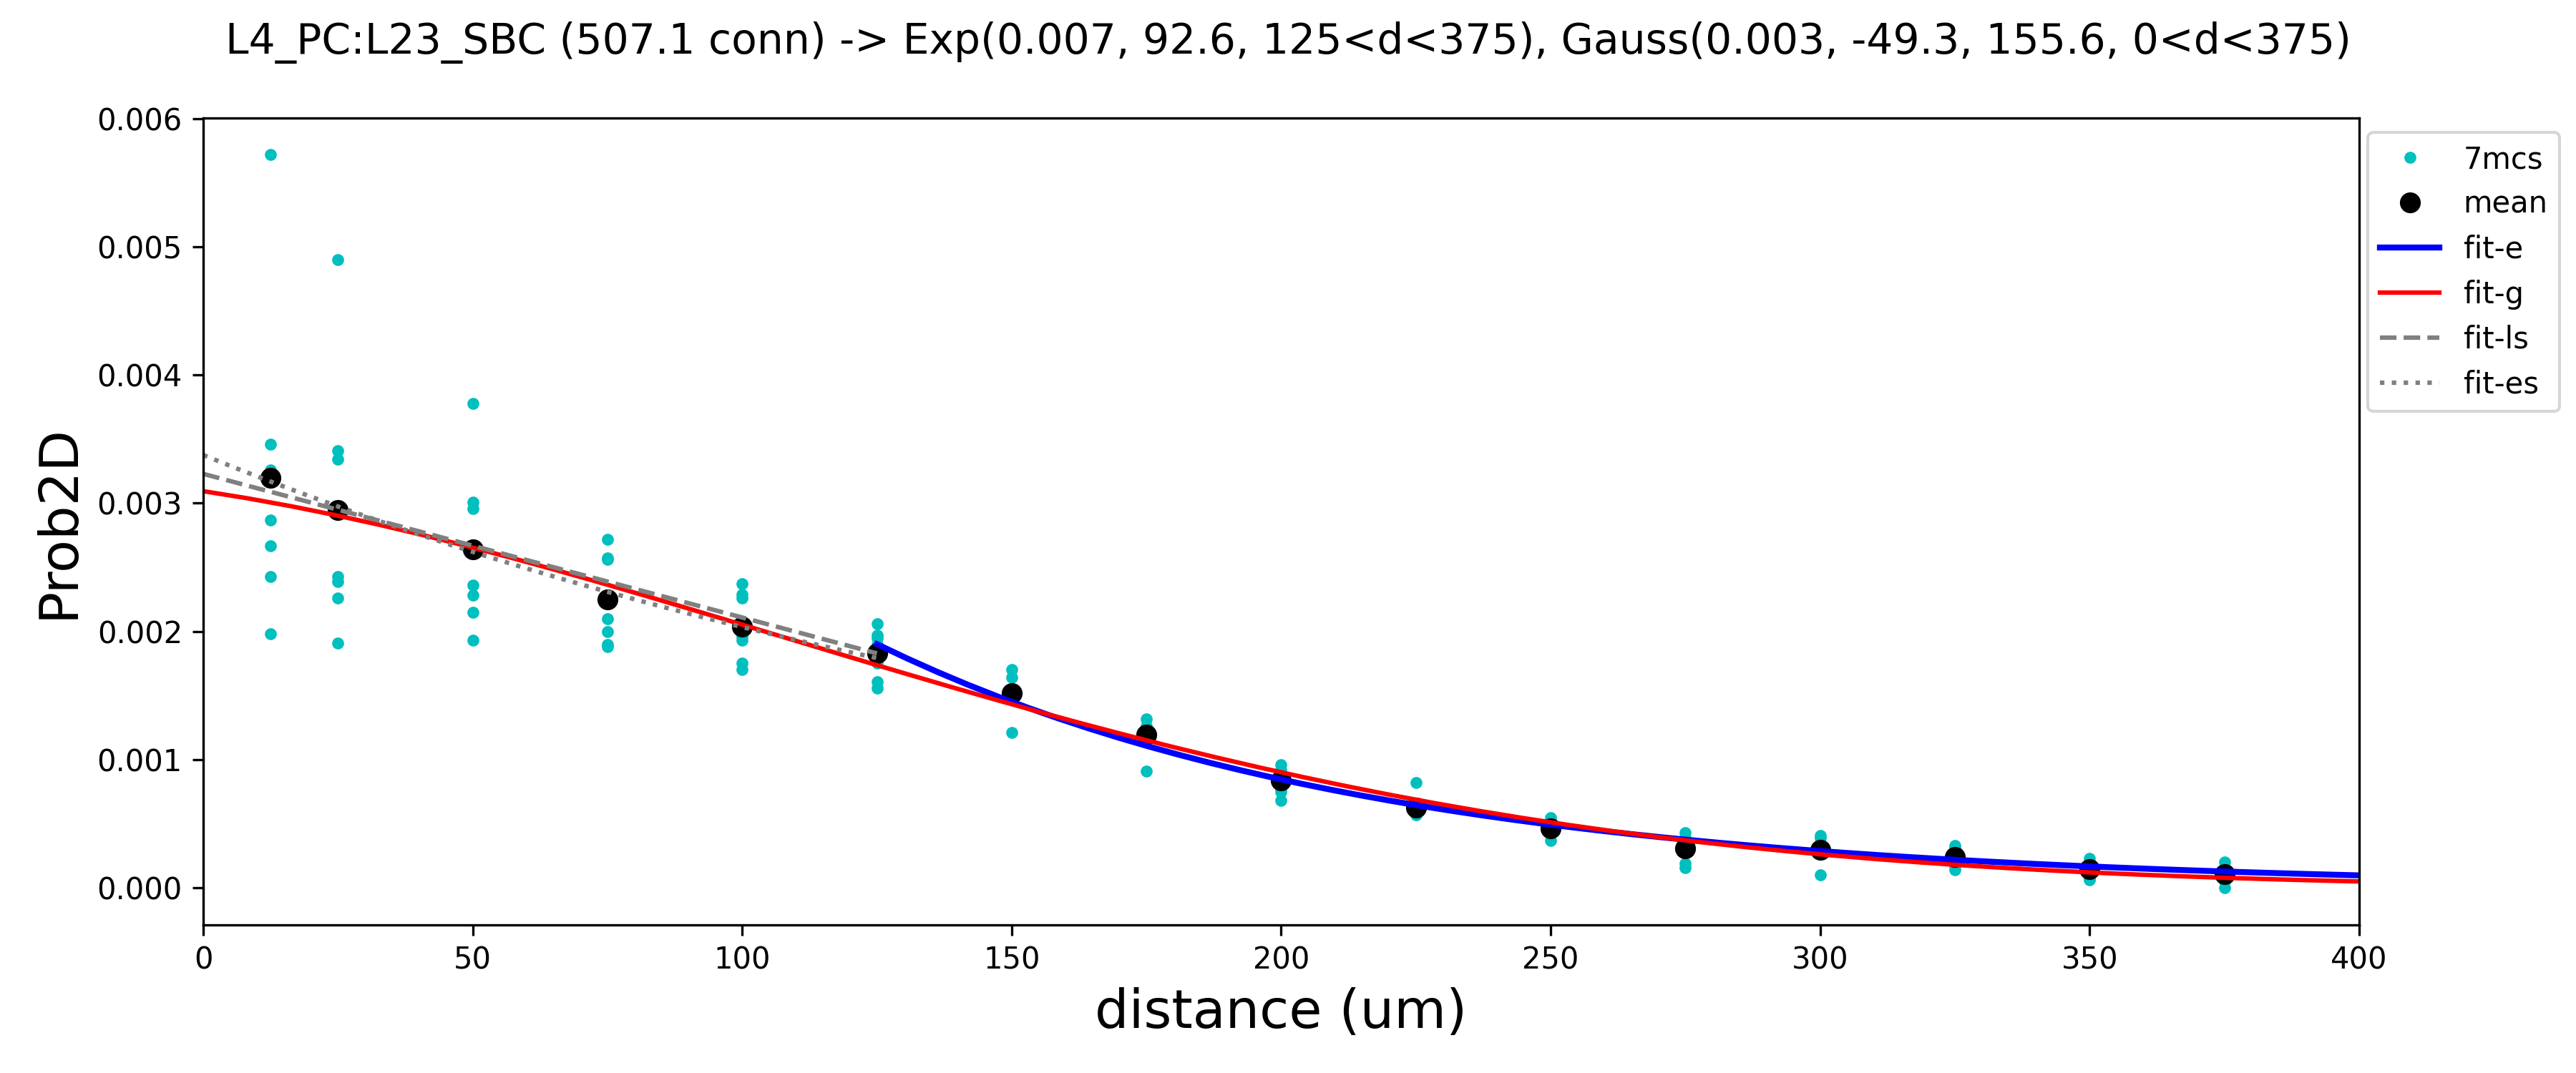 L4_PC:L23_SBC (507.1 conn) -> Exp(0.007, 92.6, 125<d<375), Gauss(0.003, -49.3, 155.6, 0<d<375)
0.006
0.005
0.004
0.003
0.002
0.001
0.000
Prob2D
0 50 100 150 200 250 300 350 400
distance (um)
7mcs
mean
fit-e
fit-g
fit-ls
fit-es